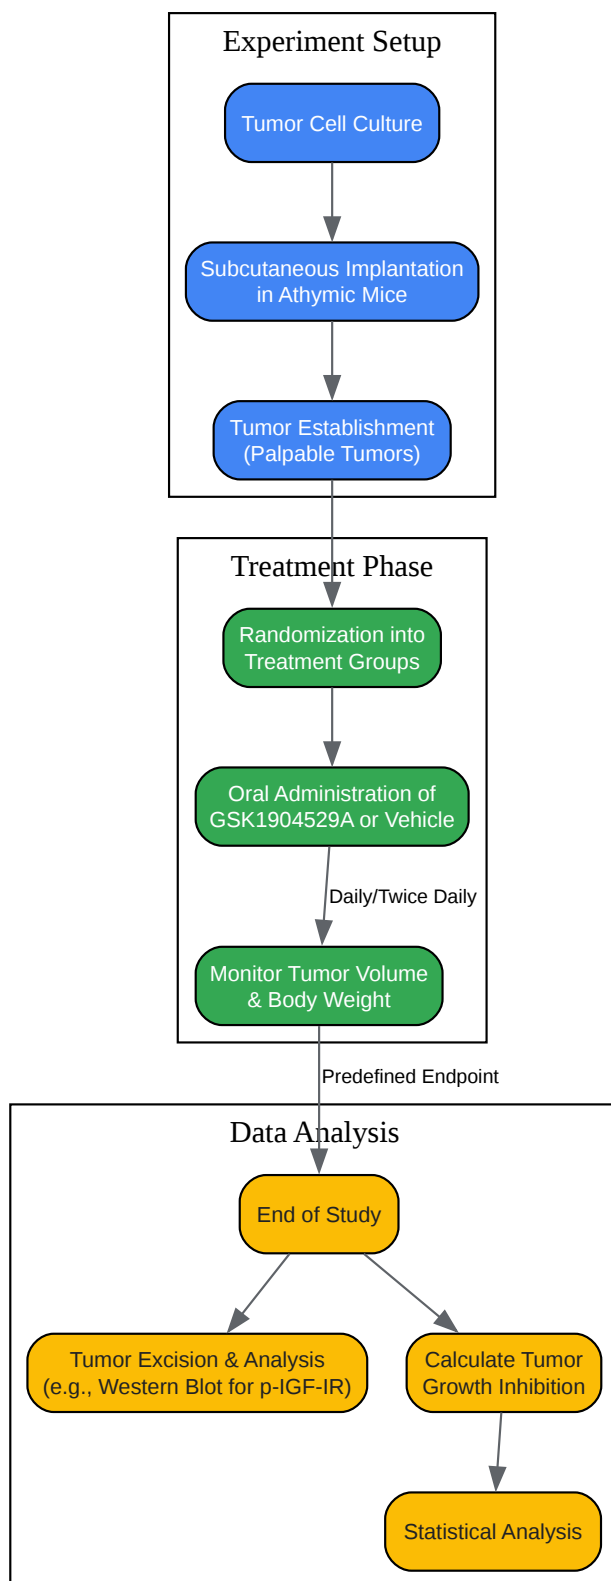 Experiment Setup
Tumor Cell Culture
Subcutaneous Implantation
in Athymic Mice
Tumor Establishment
(Palpable Tumors)
Treatment Phase
Randomization into
Treatment Groups
Oral Administration of
GSK1904529A or Vehicle
Daily/Twice Daily
Monitor Tumor Volume
& Body Weight
Predefined Endpoint
Data Analysis
End of Study
Tumor Excision & Analysis
(e.g., Western Blot for p-IGF-IR)
Calculate Tumor
Growth Inhibition
Statistical Analysis